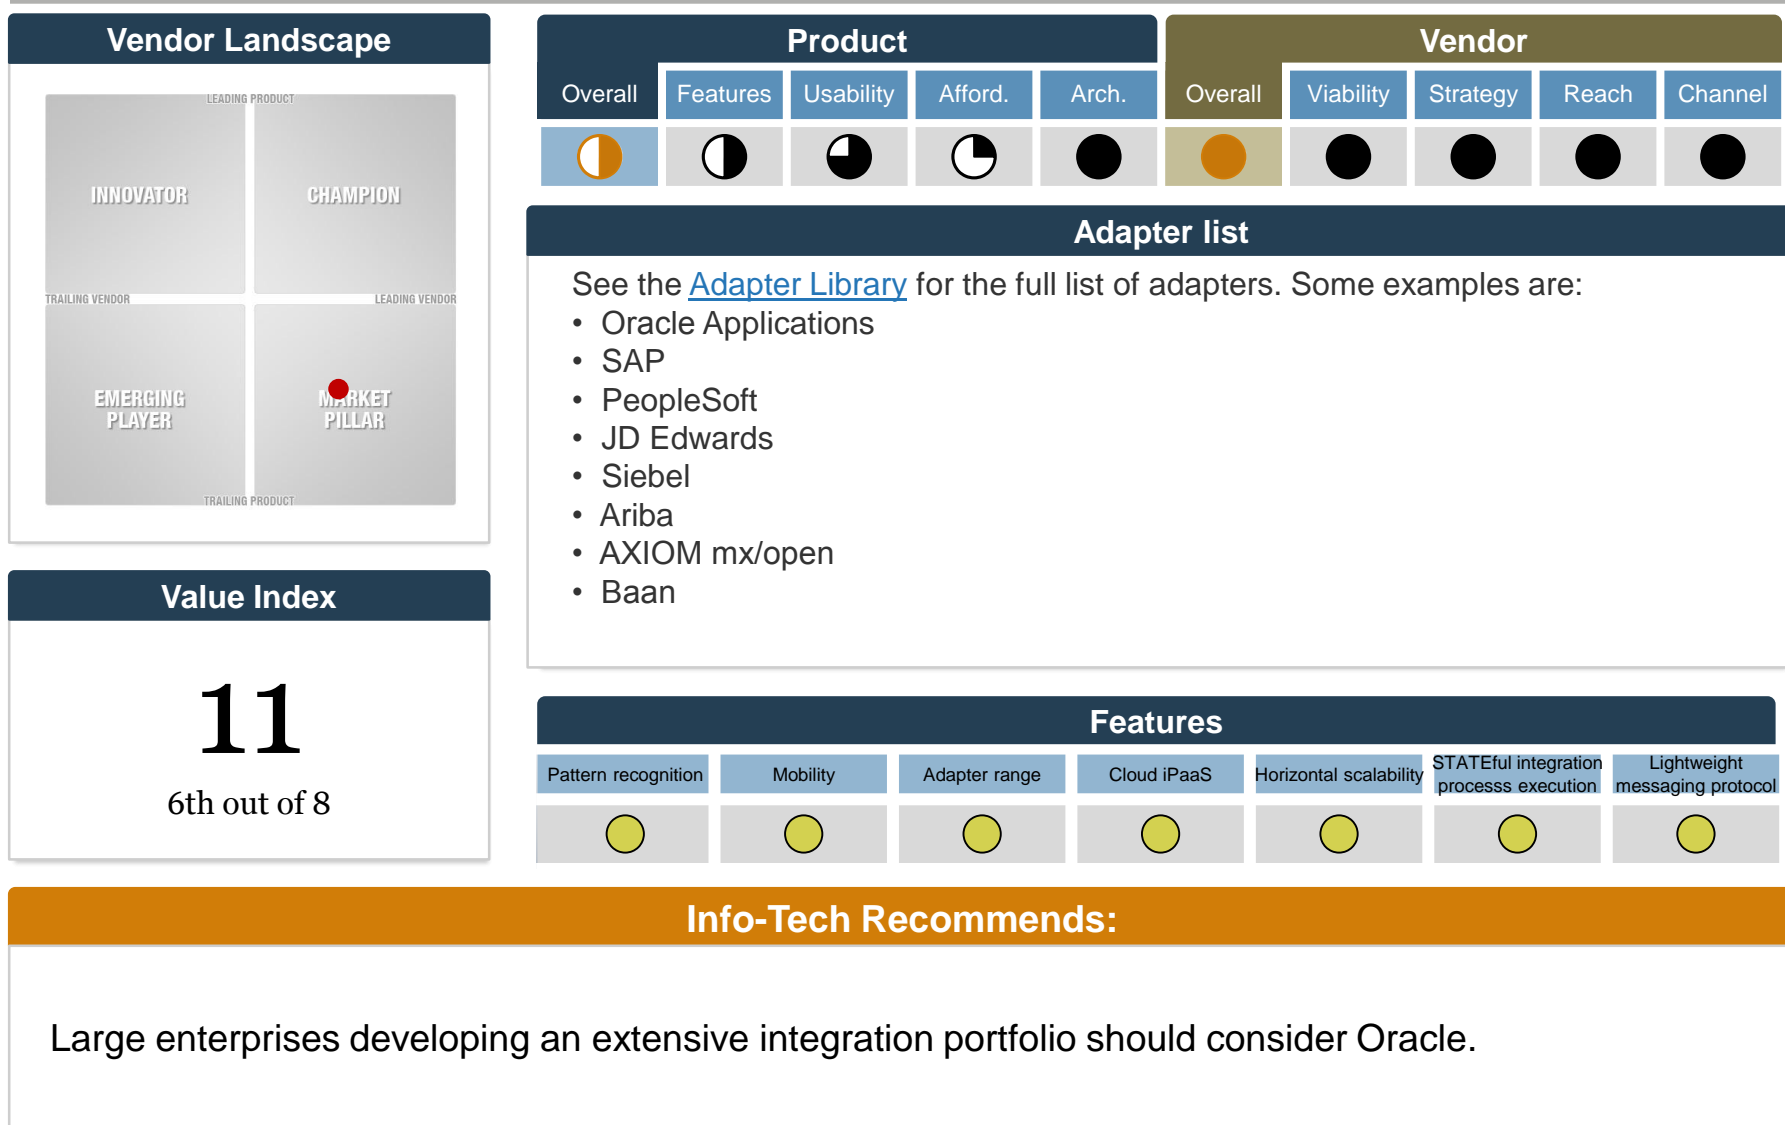 Vendor Landscape
LEADING PRODUCT
INNOVATOR
CHAMPION
TRAILING VENDOR
LEADING VENDOR
EMERGING
PLAYER
MARKET
PILLAR
TRAILING PRODUCT
Value Index
11
6th out of 8
Product
Vendor
Overall
Features
Usability
Afford.
Arch.
Overall
Viability
Strategy
Reach
Channel
Adapter list
See the Adapter Library for the full list of adapters. Some examples are:
• Oracle Applications
• SAP
• PeopleSoft
• JD Edwards
• Siebel
• Ariba
• AXIOM mx/open
• Baan
Features
Pattern recognition
Mobility
Adapter range
Cloud iPaaS
Horizontal scalability
STATEful integration
processs execution
Lightweight
messaging protocol
Info-Tech Recommends:
Large enterprises developing an extensive integration portfolio should consider Oracle.